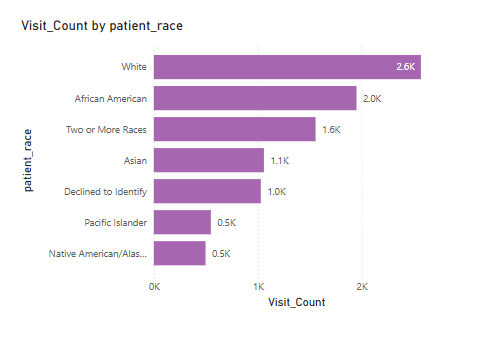 Visit_Count by patient_race
patient_race
White 2.6K
African American 2.0K
Two or More Races 1.6K
Asian 1.1K
Declined to Identify 1.0K
Pacific Islander 0.5K
Native American/Alas... 0.5K
0K 1K 2K
Visit_Count